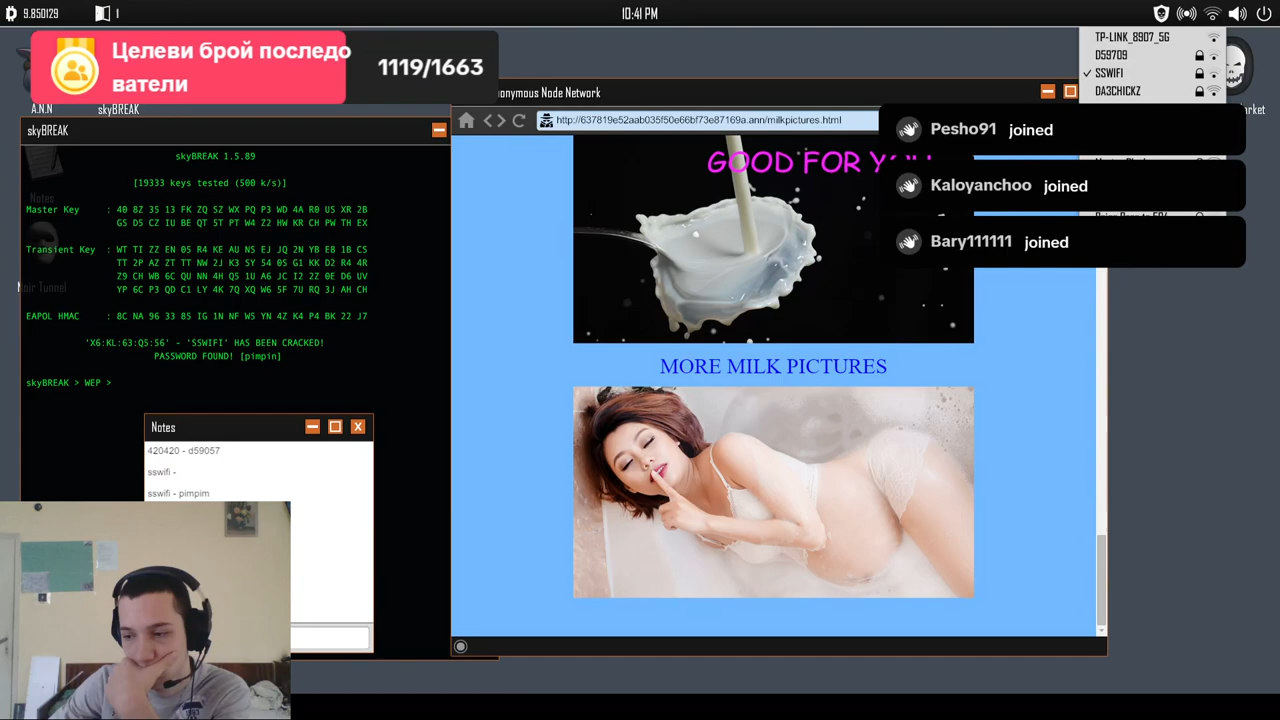 9.850129
1
10:41 PM
Целеви брой последо
ватели
1119/1663
A.N.N
skyBREAK
TP-LINK_8907_5G
D59709
SSWIFI
DA3CHICKZ
Pesho91 joined
Kaloyanchoo joined
Bary111111 joined
onymous Node Network
http://637819e52aab035f50e66bf73e87169a.ann/milkpictures.html
skyBREAK
skyBREAK 1.5.89
[19333 keys tested (500 k/s)]
Master Key : 40 8Z 35 13 FK ZQ SZ WX PQ P3 WD 4A R0 US XR 2B
GS D5 CZ IU BE QT 5T PT W4 Z2 HW KR CH PW TH EX
Transient Key : WT TI ZZ EN 05 R4 KE AU NS EJ JQ 2N YB E8 1B CS
TT 2P AZ ZT TT NW 2J K3 SY 54 0S G1 KK D2 R4 4R
Z9 CH WB 6C QU NN 4H Q5 1U A6 JC I2 2Z 0E D6 UV
YP 6C P3 QD C1 LY 4K 7Q XQ W6 5F 7U RQ 3J AH CH
EAPOL HMAC : 8C NA 96 33 85 IG 1N NF W5 YN 4Z K4 P4 BK 22 J7
'X6:KL:63:Q5:56' - 'SSWIFI' HAS BEEN CRACKED!
PASSWORD FOUND! [pimpin]
skyBREAK > WEP >
Notes
Notes
420420 - d59057
sswifi -
sswifi - pimpim
GOOD FOR YOU
MORE MILK PICTURES